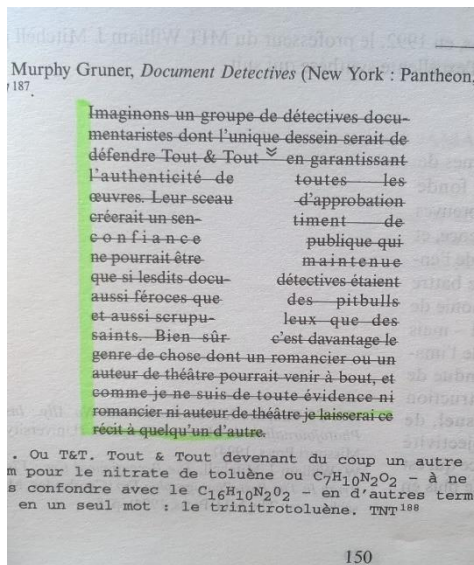 Murphy Gruner, Document Detectives (New York : Pantheon,
187.
Imaginons un groupe de détectives docu-
mentaristes dont l'unique dessein serait de
défendre Tout & Tout ⩔ en garantissant
l'authenticité de toutes les
œuvres. Leur sceau d'approbation
créerait un sen- timent de
confiance publique qui
ne pourrait être maintenue
que si lesdits docu- détectives étaient
aussi féroces que des pitbulls
et aussi scrupu- leux que des
saints. Bien sûr c'est davantage le
genre de chose dont un romancier ou un
auteur de théâtre pourrait venir à bout, et
comme je ne suis de toute évidence ni
romancier ni auteur de théâtre je laisserai ce
récit à quelqu'un d'autre.
. Ou T&T. Tout & Tout devenant du coup un autre
m pour le nitrate de toluène ou C₇H₁₀N₂O₂ – à ne
s confondre avec le C₁₆H₁₀N₂O₂ – en d'autres term
en un seul mot : le trinitrotoluène. TNT¹⁸⁸
150